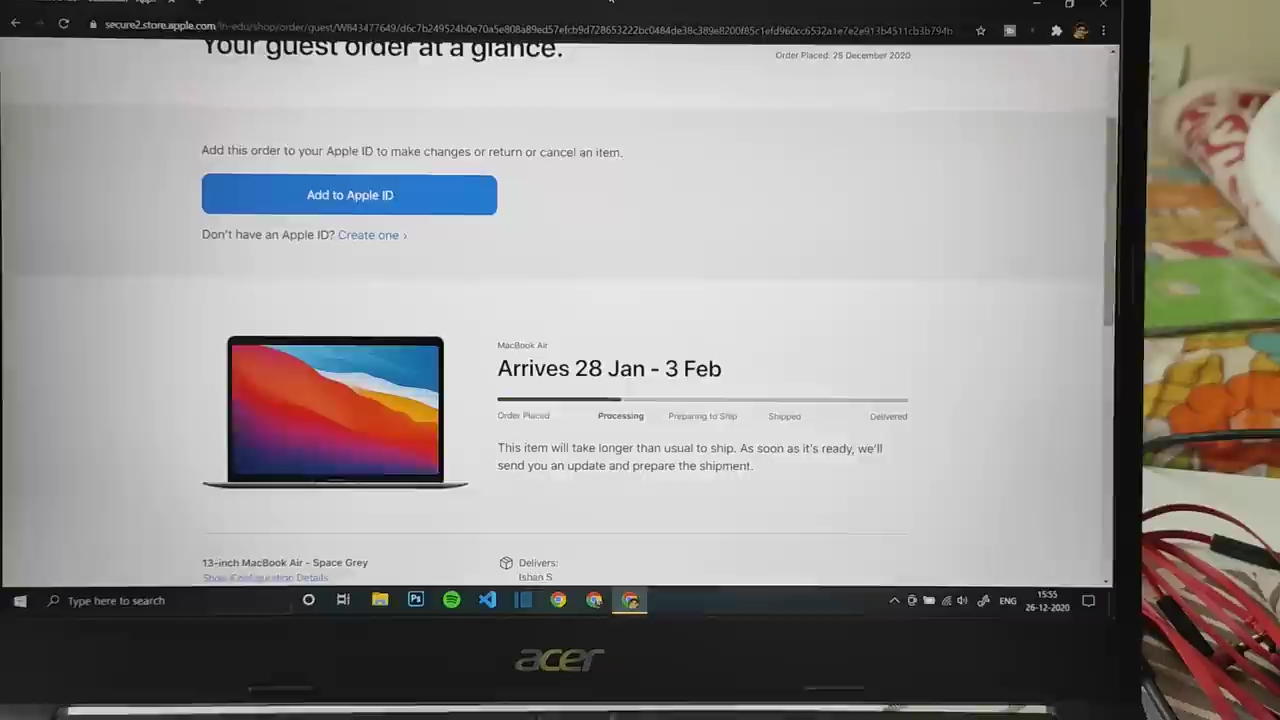 secure2.store.apple.com
Your guest order at a glance.
Order Placed: 25 December 2020
Add this order to your Apple ID to make changes or return or cancel an item.
Add to Apple ID
Don't have an Apple ID? Create one ›
MacBook Air
Arrives 28 Jan - 3 Feb
Order Placed Processing Preparing to Ship Shipped Delivered
This item will take longer than usual to ship. As soon as it's ready, we'll
send you an update and prepare the shipment.
13-inch MacBook Air - Space Grey
Show Configuration Details
Delivers:
Ishan S
Type here to search
Ps
ENG
15:55
26-12-2020
acer